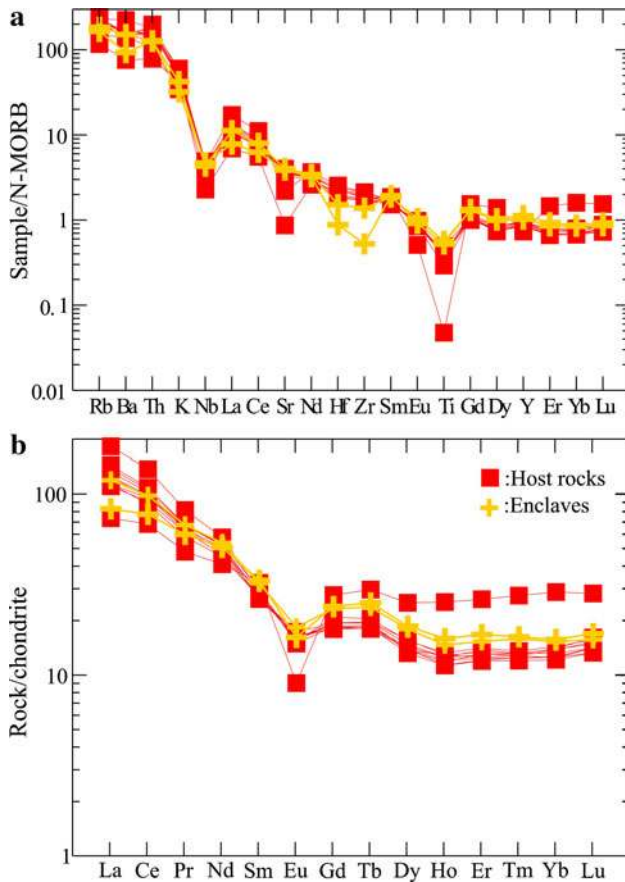 a
100
10
1
0.1
0.01
Sample/N-MORB
Rb Ba Th K Nb La Ce Sr Nd Hf Zr Sm Eu Ti Gd Dy Y Er Yb Lu
b
100
10
1
Rock/chondrite
:Host rocks
:Enclaves
La Ce Pr Nd Sm Eu Gd Tb Dy Ho Er Tm Yb Lu